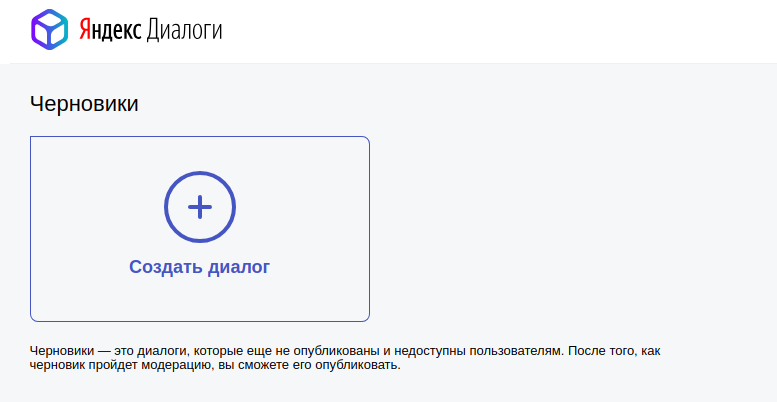 Яндекс Диалоги
Черновики
Создать диалог
Черновики — это диалоги, которые еще не опубликованы и недоступны пользователям. После того, как
черновик пройдет модерацию, вы сможете его опубликовать.